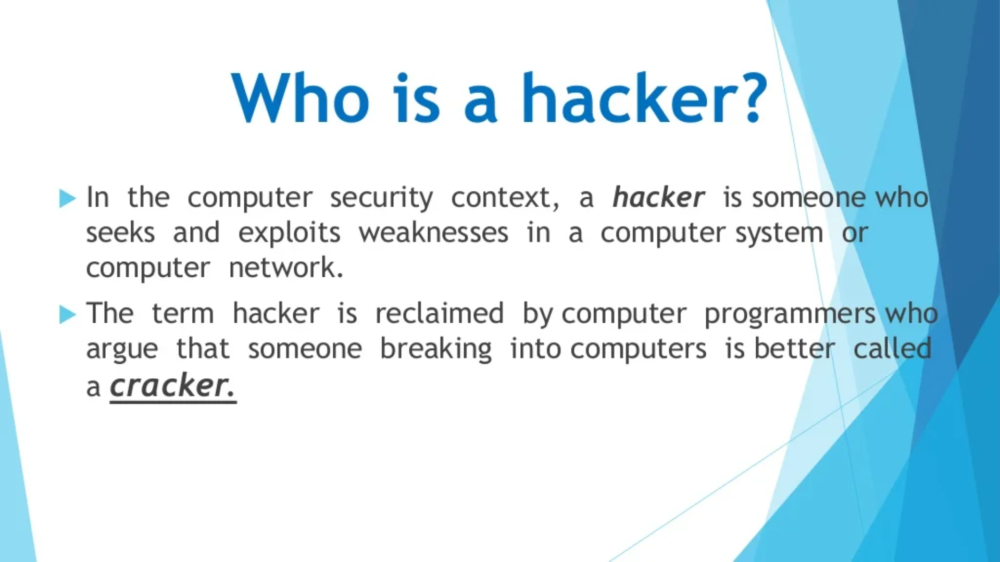 Who is a hacker?
In the computer security context, a hacker is someone who
seeks and exploits weaknesses in a computer system or
computer network.
The term hacker is reclaimed by computer programmers who
argue that someone breaking into computers is better called
a cracker.